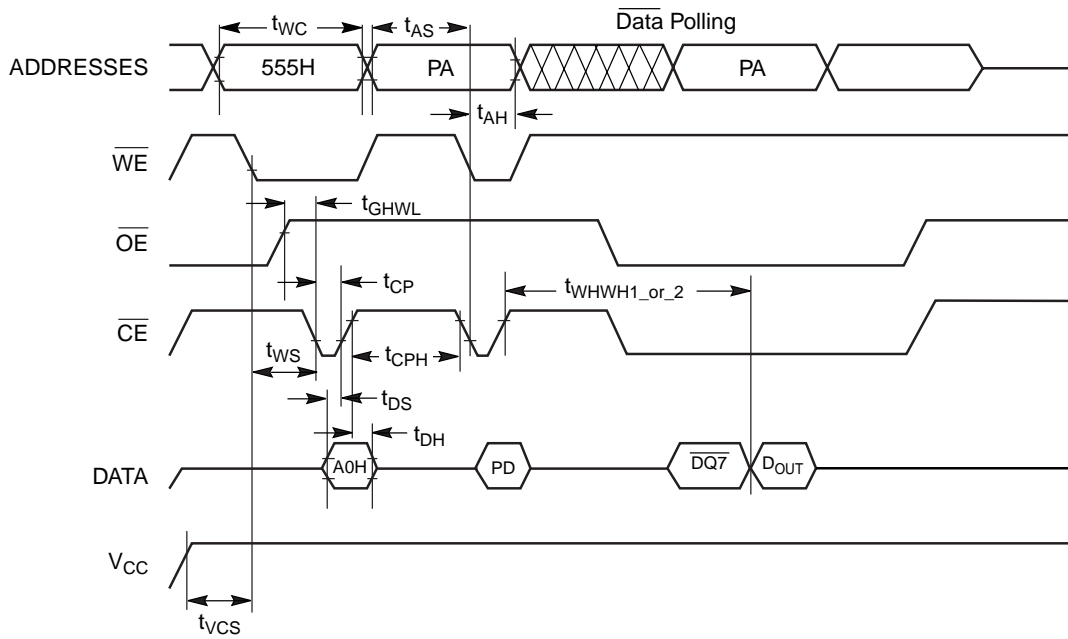 Data Polling
tWC
tAS
ADDRESSES
555H
PA
PA
tAH
WE
tGHWL
OE
tCP
tWHWH1_or_2
CE
tWS
tCPH
tDS
tDH
DATA
A0H
PD
DQ7
DOUT
VCC
tVCS